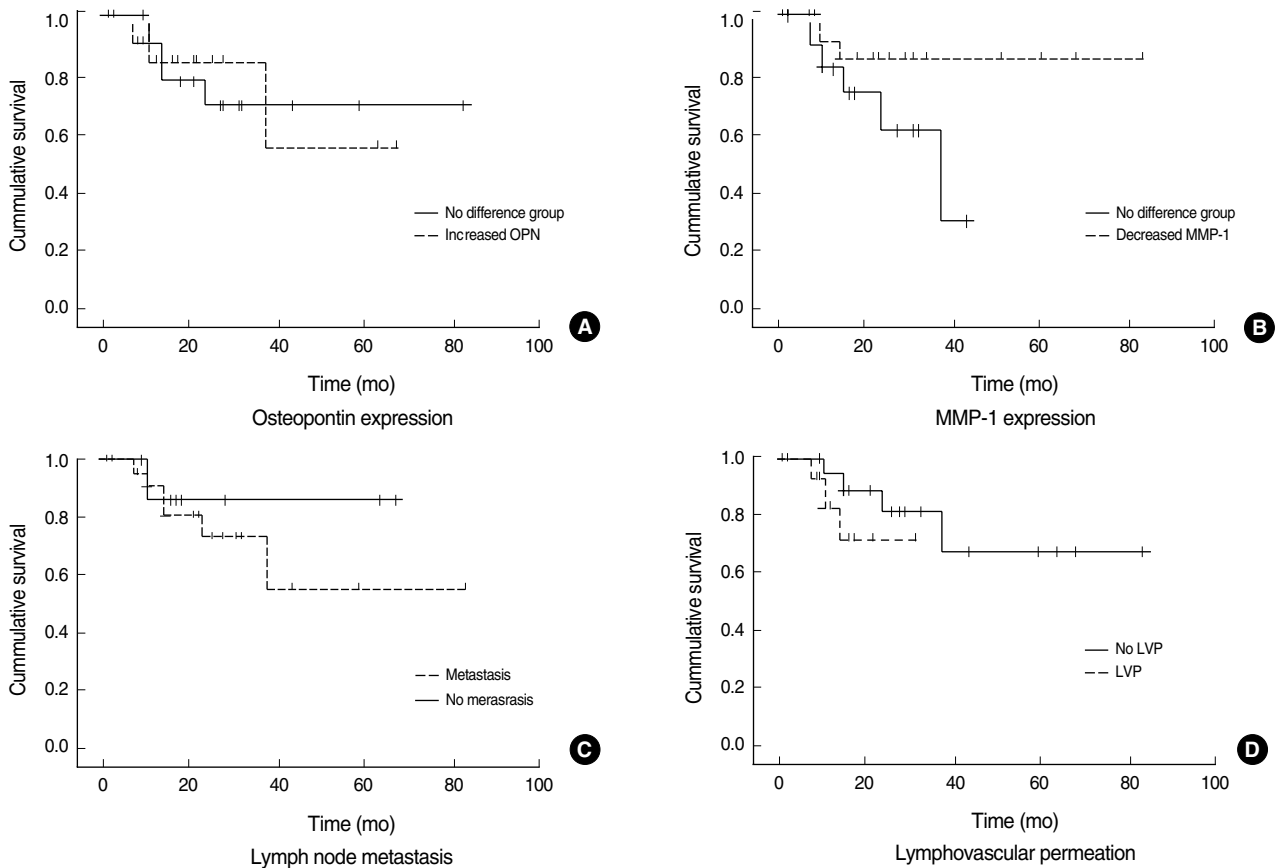 1.0
0.8
0.6
0.4
0.2
0.0
Cummulative survival
No difference group
Increased OPN
0 20 40 60 80 100
Time (mo)
Osteopontin expression
A
1.0
0.8
0.6
0.4
0.2
0.0
Cummulative survival
No difference group
Decreased MMP-1
0 20 40 60 80 100
Time (mo)
MMP-1 expression
B
1.0
0.8
0.6
0.4
0.2
0.0
Cummulative survival
Metastasis
No merasrasis
0 20 40 60 80 100
Time (mo)
Lymph node metastasis
C
1.0
0.8
0.6
0.4
0.2
0.0
Cummulative survival
No LVP
LVP
0 20 40 60 80 100
Time (mo)
Lymphovascular permeation
D